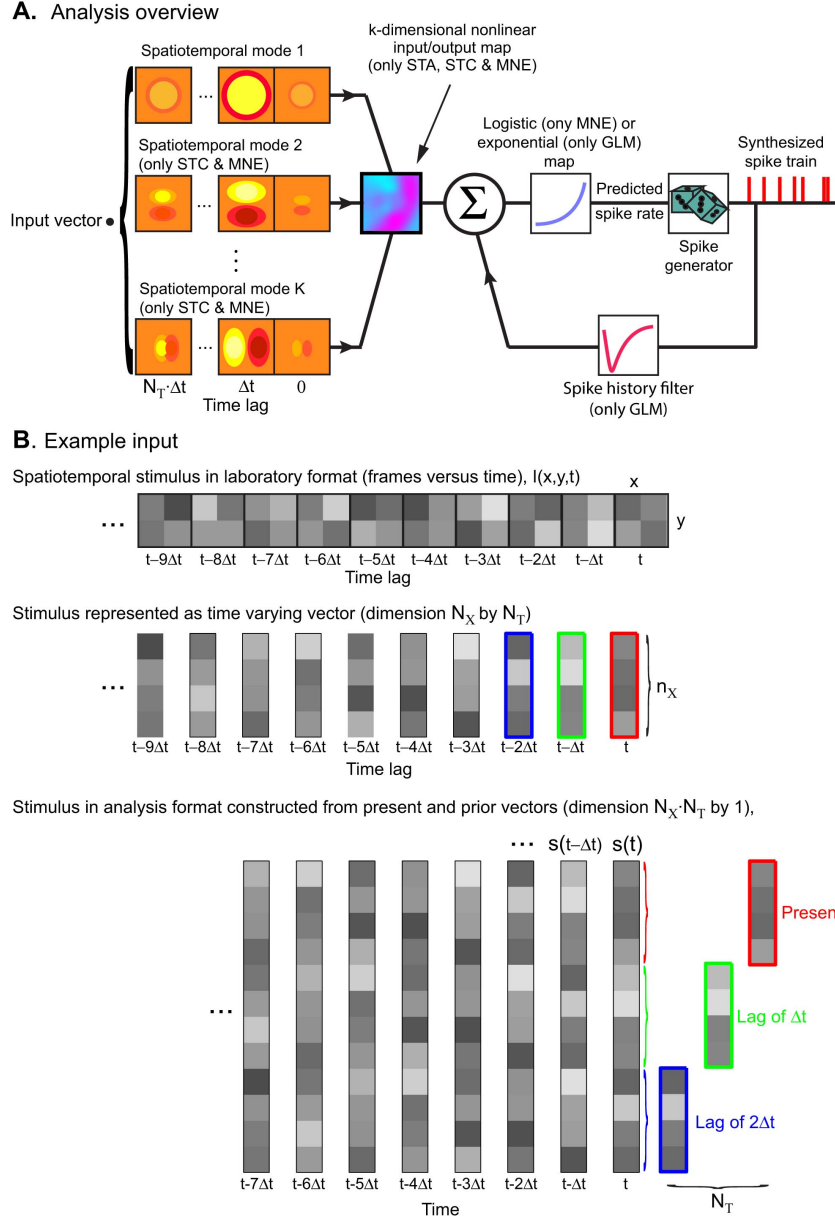 A. Analysis overview
Spatiotemporal mode 1
Spatiotemporal mode 2
(only STC & MNE)
Spatiotemporal mode K
(only STC & MNE)
Input vector
...
...
...
N_T·Δt
Δt
0
Time lag
k-dimensional nonlinear
input/output map
(only STA, STC & MNE)
Σ
Logistic (ony MNE) or
exponential (only GLM)
map
Predicted
spike rate
Spike
generator
Synthesized
spike train
Spike history filter
(only GLM)
B. Example input
Spatiotemporal stimulus in laboratory format (frames versus time), I(x,y,t)
x
y
...
t–9Δt t–8Δt t–7Δt t–6Δt t–5Δt t–4Δt t–3Δt t–2Δt t–Δt t
Time lag
Stimulus represented as time varying vector (dimension N_X by N_T)
...
n_X
t–9Δt t–8Δt t–7Δt t–6Δt t–5Δt t–4Δt t–3Δt t–2Δt t–Δt t
Time lag
Stimulus in analysis format constructed from present and prior vectors (dimension N_X·N_T by 1),
... s(t–Δt) s(t)
Presen
Lag of Δt
...
Lag of 2Δt
t-7Δt t-6Δt t-5Δt t-4Δt t-3Δt t-2Δt t-Δt t
Time
N_T